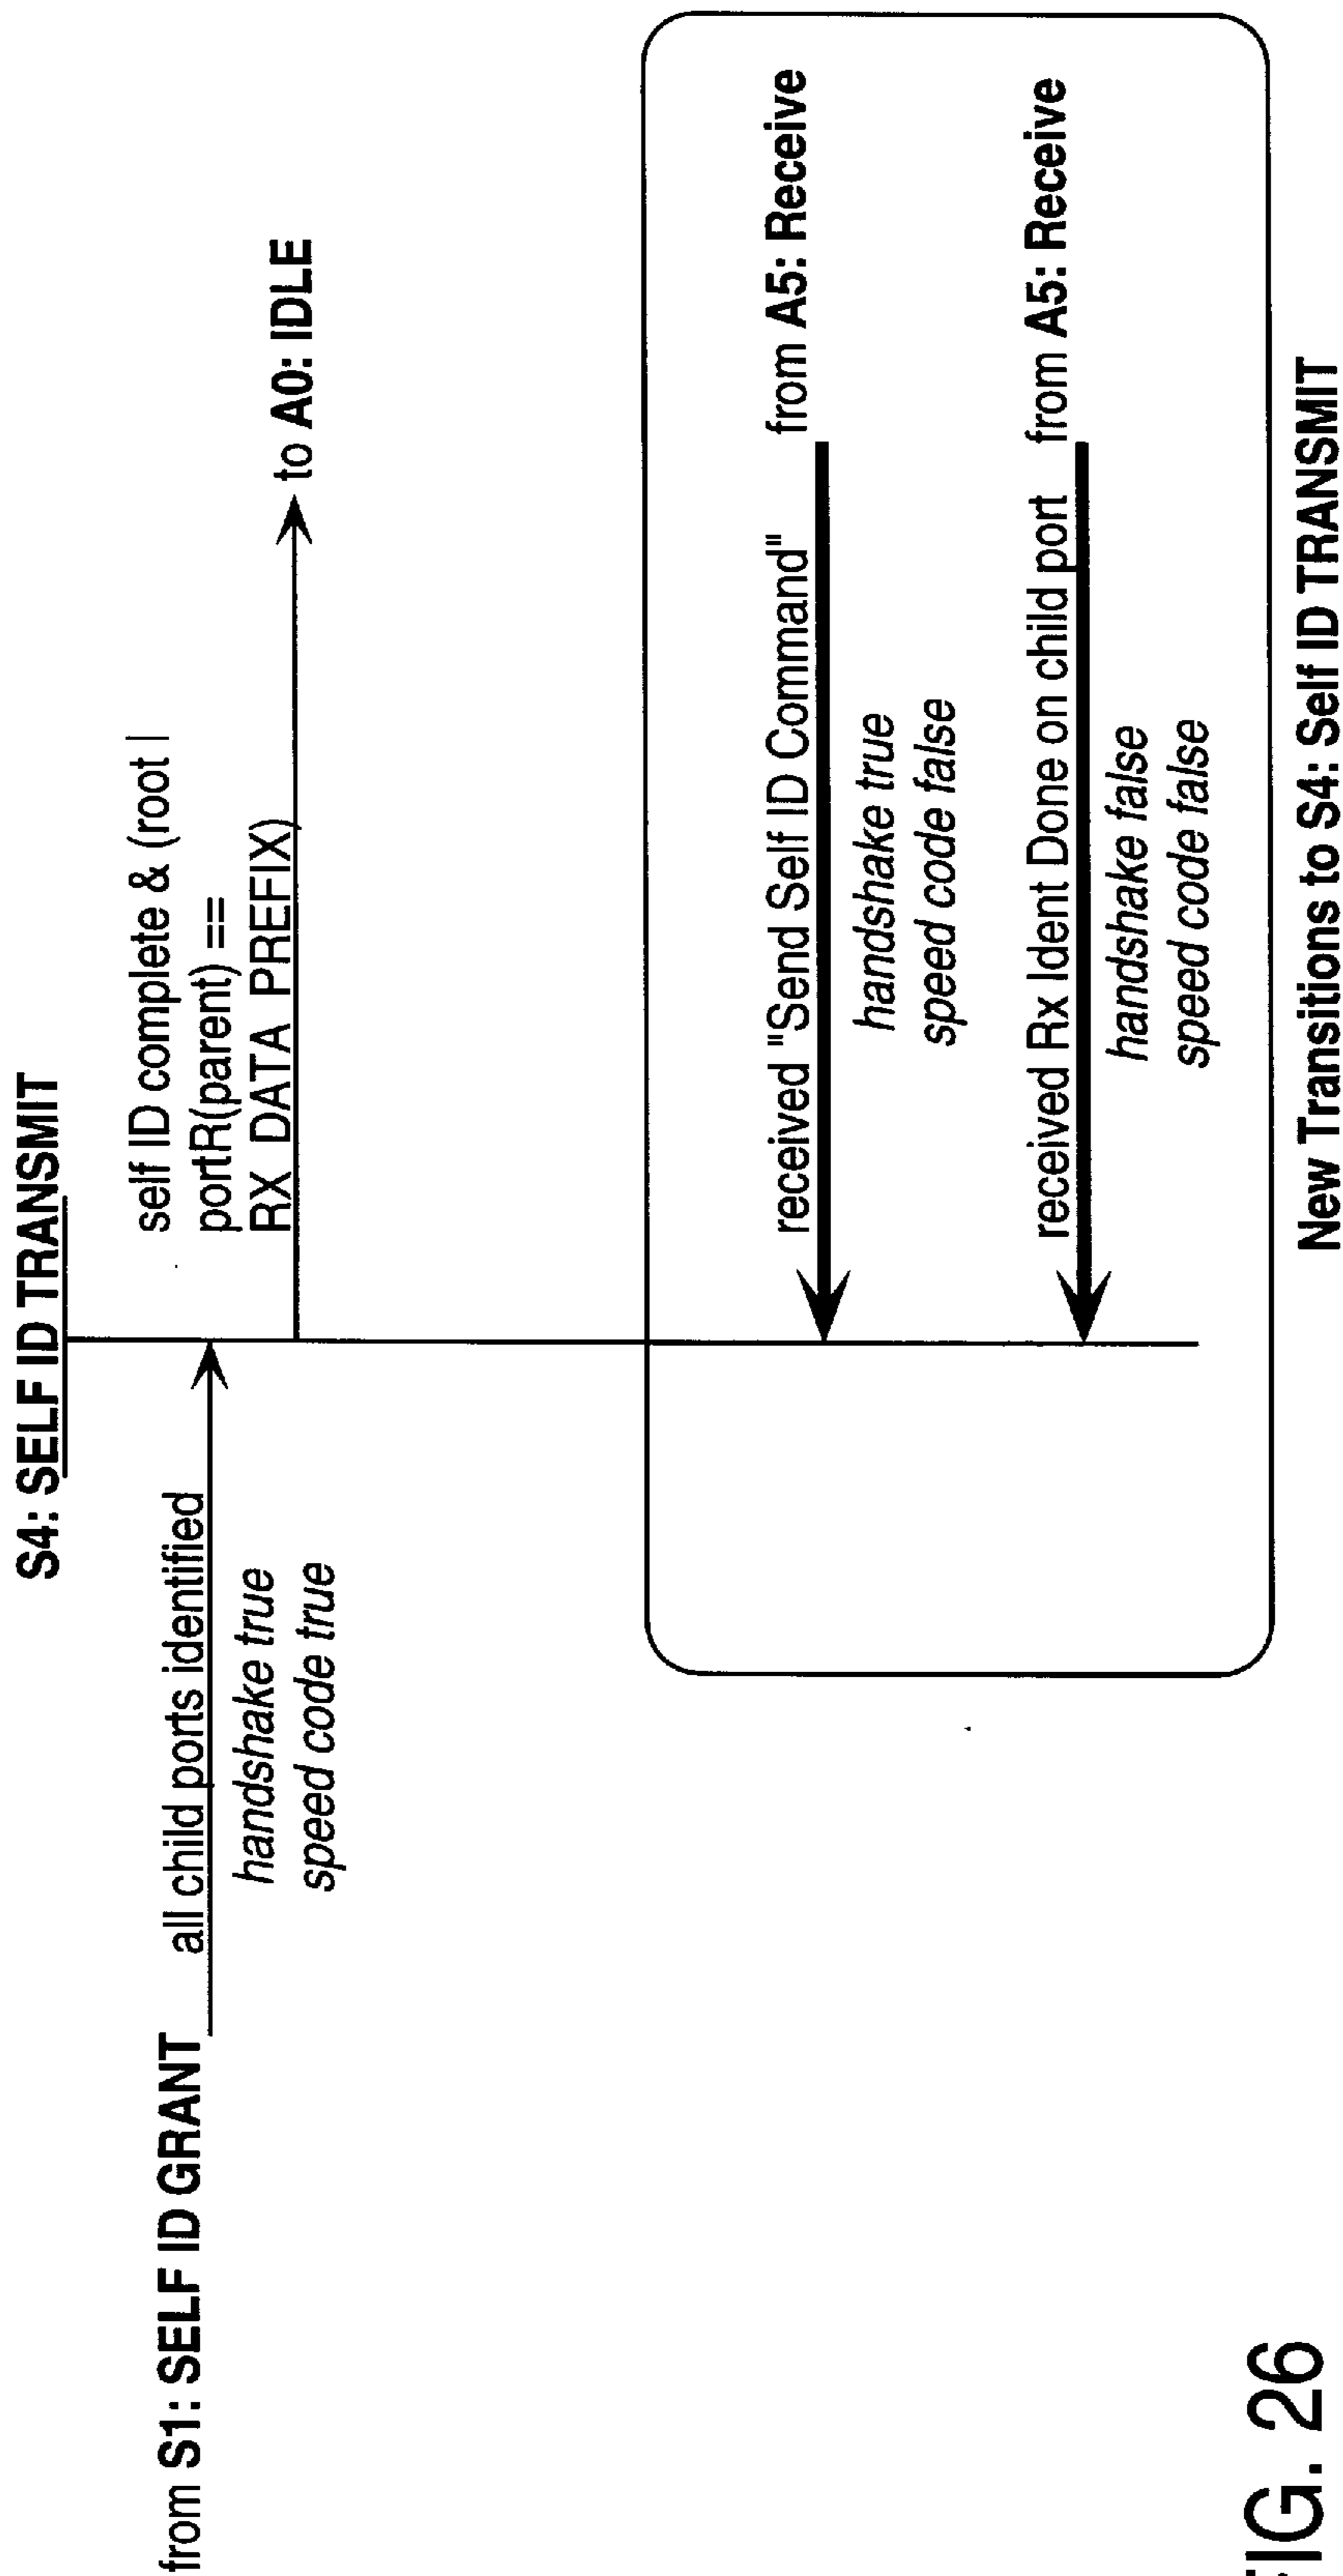 S4: SELF ID TRANSMIT
from S1: SELF ID GRANT
all child ports identified
handshake true
speed code true
self ID complete & (root |
portR(parent) ==
RX DATA PREFIX)
to A0: IDLE
received "Send Self ID Command"
from A5: Receive
handshake true
speed code false
received Rx Ident Done on child port
from A5: Receive
handshake false
speed code false
New Transitions to S4: Self ID TRANSMIT
FIG. 26